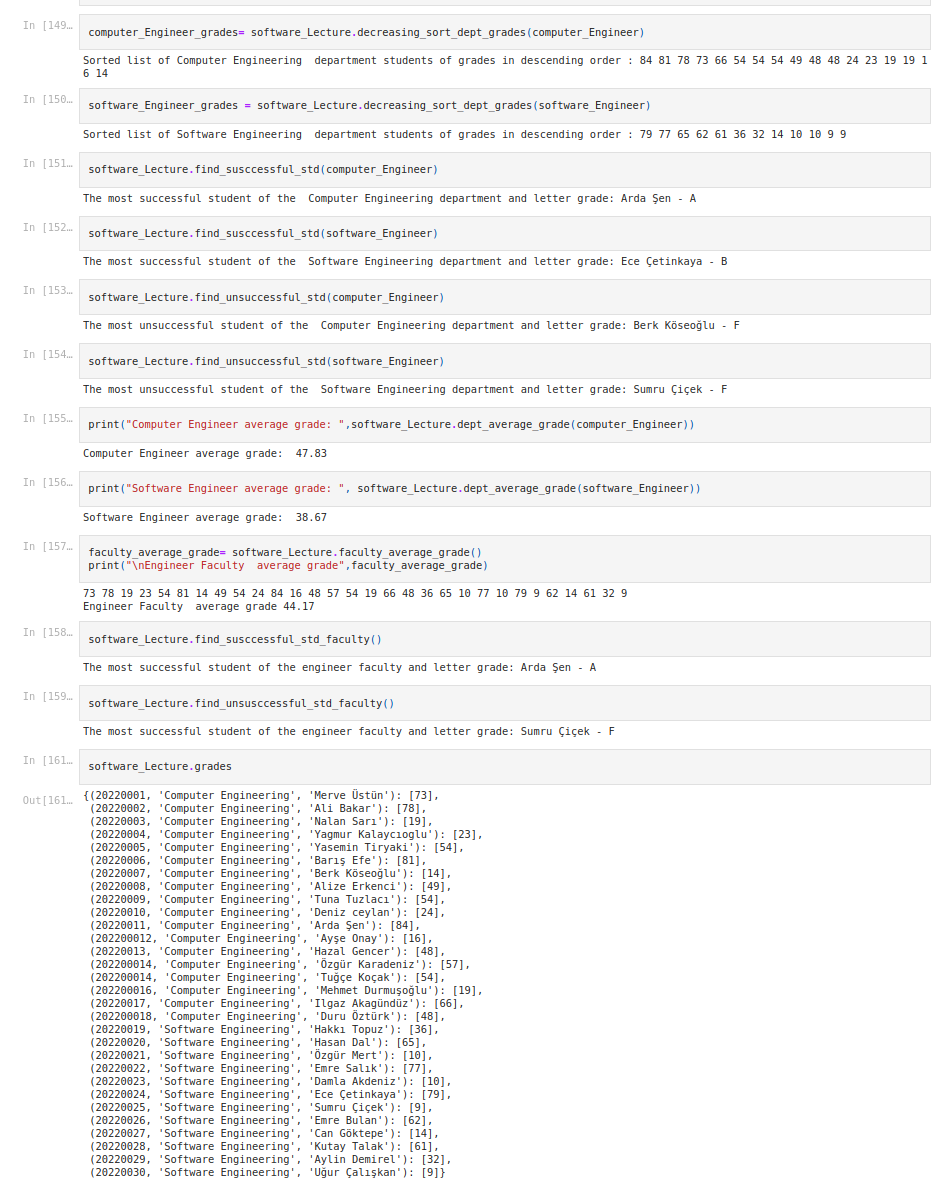 In [149…
computer_Engineer_grades= software_Lecture.decreasing_sort_dept_grades(computer_Engineer)
Sorted list of Computer Engineering  department students of grades in descending order : 84 81 78 73 66 54 54 54 49 48 48 24 23 19 19 1
6 14
In [150…
software_Engineer_grades = software_Lecture.decreasing_sort_dept_grades(software_Engineer)
Sorted list of Software Engineering  department students of grades in descending order : 79 77 65 62 61 36 32 14 10 10 9 9
In [151…
software_Lecture.find_susccessful_std(computer_Engineer)
The most successful student of the  Computer Engineering department and letter grade: Arda Şen - A
In [152…
software_Lecture.find_susccessful_std(software_Engineer)
The most successful student of the  Software Engineering department and letter grade: Ece Çetinkaya - B
In [153…
software_Lecture.find_unsuccessful_std(computer_Engineer)
The most unsuccessful student of the  Computer Engineering department and letter grade: Berk Köseoğlu - F
In [154…
software_Lecture.find_unsuccessful_std(software_Engineer)
The most unsuccessful student of the  Software Engineering department and letter grade: Sumru Çiçek - F
In [155…
print("Computer Engineer average grade: ",software_Lecture.dept_average_grade(computer_Engineer))
Computer Engineer average grade:  47.83
In [156…
print("Software Engineer average grade: ", software_Lecture.dept_average_grade(software_Engineer))
Software Engineer average grade:  38.67
In [157…
faculty_average_grade= software_Lecture.faculty_average_grade()
print("\nEngineer Faculty  average grade",faculty_average_grade)
73 78 19 23 54 81 14 49 54 24 84 16 48 57 54 19 66 48 36 65 10 77 10 79 9 62 14 61 32 9
Engineer Faculty  average grade 44.17
In [158…
software_Lecture.find_susccessful_std_faculty()
The most successful student of the engineer faculty and letter grade: Arda Şen - A
In [159…
software_Lecture.find_unsusccessful_std_faculty()
The most successful student of the engineer faculty and letter grade: Sumru Çiçek - F
In [161…
software_Lecture.grades
Out[161…
{(20220001, 'Computer Engineering', 'Merve Üstün'): [73],
(20220002, 'Computer Engineering', 'Ali Bakar'): [78],
(20220003, 'Computer Engineering', 'Nalan Sarı'): [19],
(20220004, 'Computer Engineering', 'Yagmur Kalaycıoglu'): [23],
(20220005, 'Computer Engineering', 'Yasemin Tiryaki'): [54],
(20220006, 'Computer Engineering', 'Barış Efe'): [81],
(20220007, 'Computer Engineering', 'Berk Köseoğlu'): [14],
(20220008, 'Computer Engineering', 'Alize Erkenci'): [49],
(20220009, 'Computer Engineering', 'Tuna Tuzlacı'): [54],
(20220010, 'Computer Engineering', 'Deniz ceylan'): [24],
(20220011, 'Computer Engineering', 'Arda Şen'): [84],
(202200012, 'Computer Engineering', 'Ayşe Onay'): [16],
(20220013, 'Computer Engineering', 'Hazal Gencer'): [48],
(202200014, 'Computer Engineering', 'Özgür Karadeniz'): [57],
(202200014, 'Computer Engineering', 'Tuğçe Koçak'): [54],
(202200016, 'Computer Engineering', 'Mehmet Durmuşoğlu'): [19],
(20220017, 'Computer Engineering', 'Ilgaz Akagündüz'): [66],
(202200018, 'Computer Engineering', 'Duru Öztürk'): [48],
(20220019, 'Software Engineering', 'Hakkı Topuz'): [36],
(20220020, 'Software Engineering', 'Hasan Dal'): [65],
(20220021, 'Software Engineering', 'Özgür Mert'): [10],
(20220022, 'Software Engineering', 'Emre Salık'): [77],
(20220023, 'Software Engineering', 'Damla Akdeniz'): [10],
(20220024, 'Software Engineering', 'Ece Çetinkaya'): [79],
(20220025, 'Software Engineering', 'Sumru Çiçek'): [9],
(20220026, 'Software Engineering', 'Emre Bulan'): [62],
(20220027, 'Software Engineering', 'Can Göktepe'): [14],
(20220028, 'Software Engineering', 'Kutay Talak'): [61],
(20220029, 'Software Engineering', 'Aylin Demirel'): [32],
(20220030, 'Software Engineering', 'Uğur Çalışkan'): [9]}